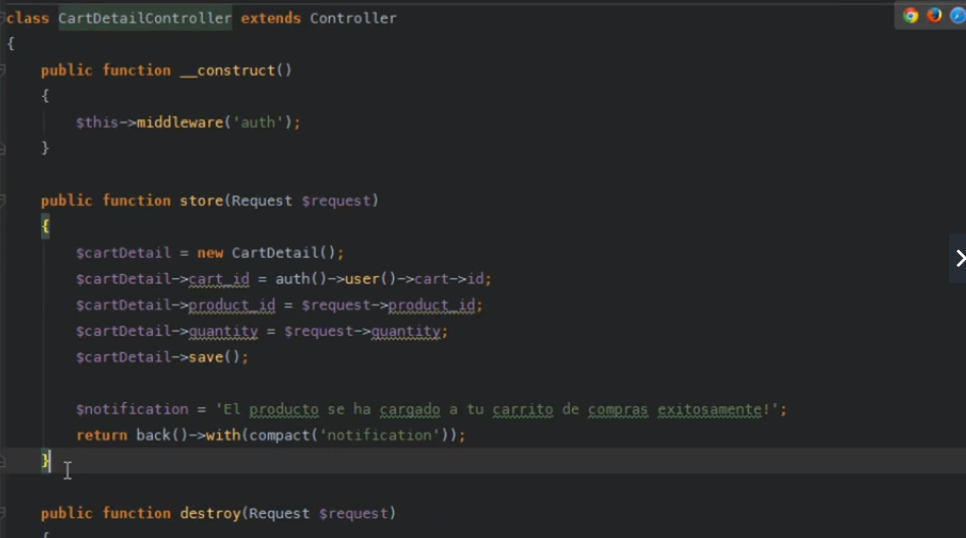 class CartDetailController extends Controller
{
public function __construct()
{
$this->middleware('auth');
}
public function store(Request $request)
{
$cartDetail = new CartDetail();
$cartDetail->cart_id = auth()->user()->cart->id;
$cartDetail->product_id = $request->product_id;
$cartDetail->quantity = $request->quantity;
$cartDetail->save();
$notification = 'El producto se ha cargado a tu carrito de compras exitosamente!';
return back()->with(compact('notification'));
}
public function destroy(Request $request)
{